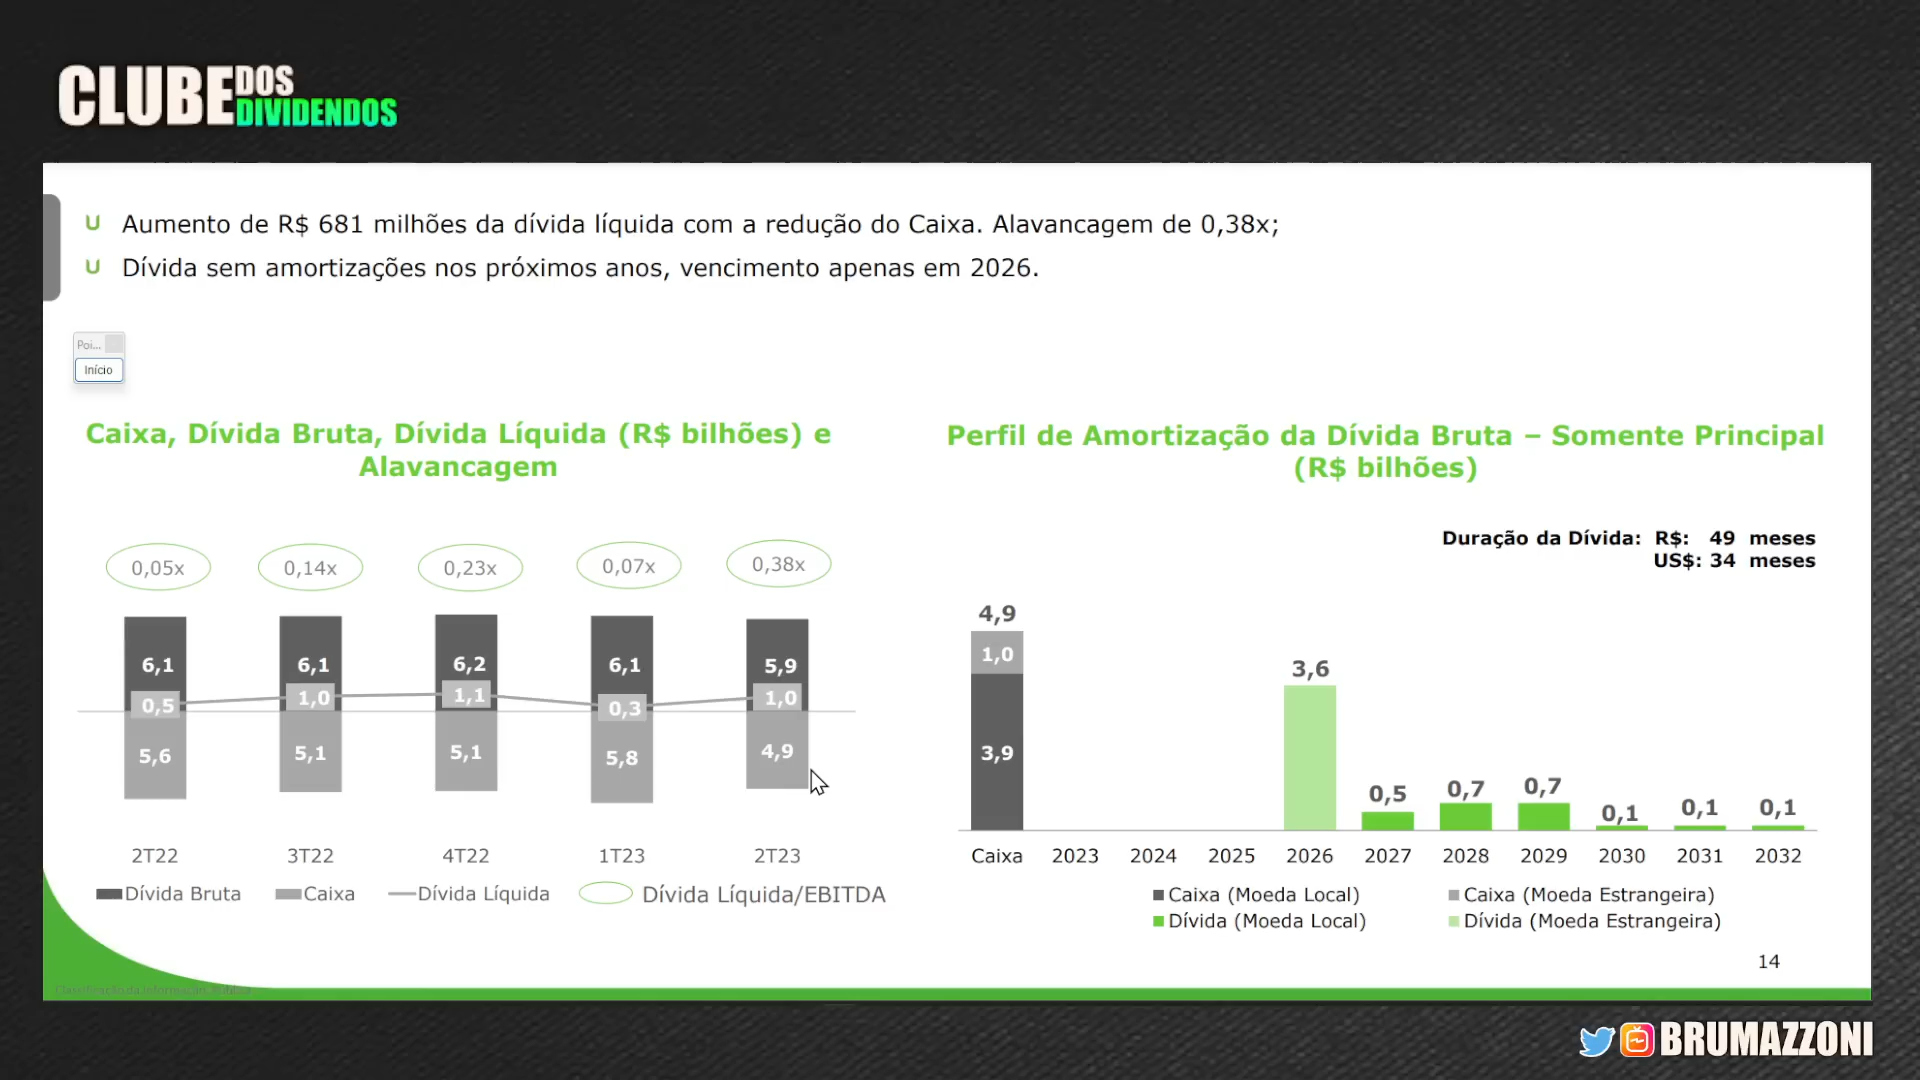 CLUBE DOS
DIVIDENDOS
Aumento de R$ 681 milhões da dívida líquida com a redução do Caixa. Alavancagem de 0,38x;
Dívida sem amortizações nos próximos anos, vencimento apenas em 2026.
Poi...
Início
Caixa, Dívida Bruta, Dívida Líquida (R$ bilhões) e
Alavancagem
0,05x 0,14x 0,23x 0,07x 0,38x
6,1 6,1 6,2 6,1 5,9
0,5 1,0 1,1 0,3 1,0
5,6 5,1 5,1 5,8 4,9
2T22 3T22 4T22 1T23 2T23
Dívida Bruta Caixa Dívida Líquida Dívida Líquida/EBITDA
Perfil de Amortização da Dívida Bruta – Somente Principal
(R$ bilhões)
Duração da Dívida: R$: 49 meses
US$: 34 meses
4,9
1,0
3,9
3,6 0,5 0,7 0,7 0,1 0,1 0,1
Caixa 2023 2024 2025 2026 2027 2028 2029 2030 2031 2032
Caixa (Moeda Local) Caixa (Moeda Estrangeira)
Dívida (Moeda Local) Dívida (Moeda Estrangeira)
14
Classificação da informação: Pública
BRUMAZZONI